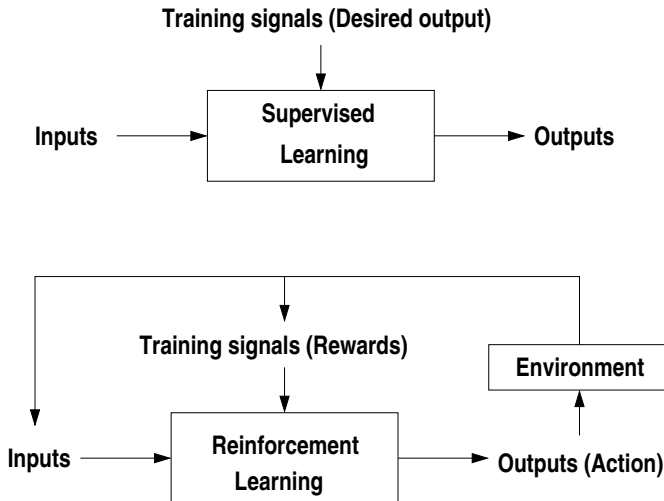 Training signals (Desired output)
Inputs
Supervised
Learning
Outputs
Training signals (Rewards)
Environment
Inputs
Reinforcement
Learning
Outputs (Action)